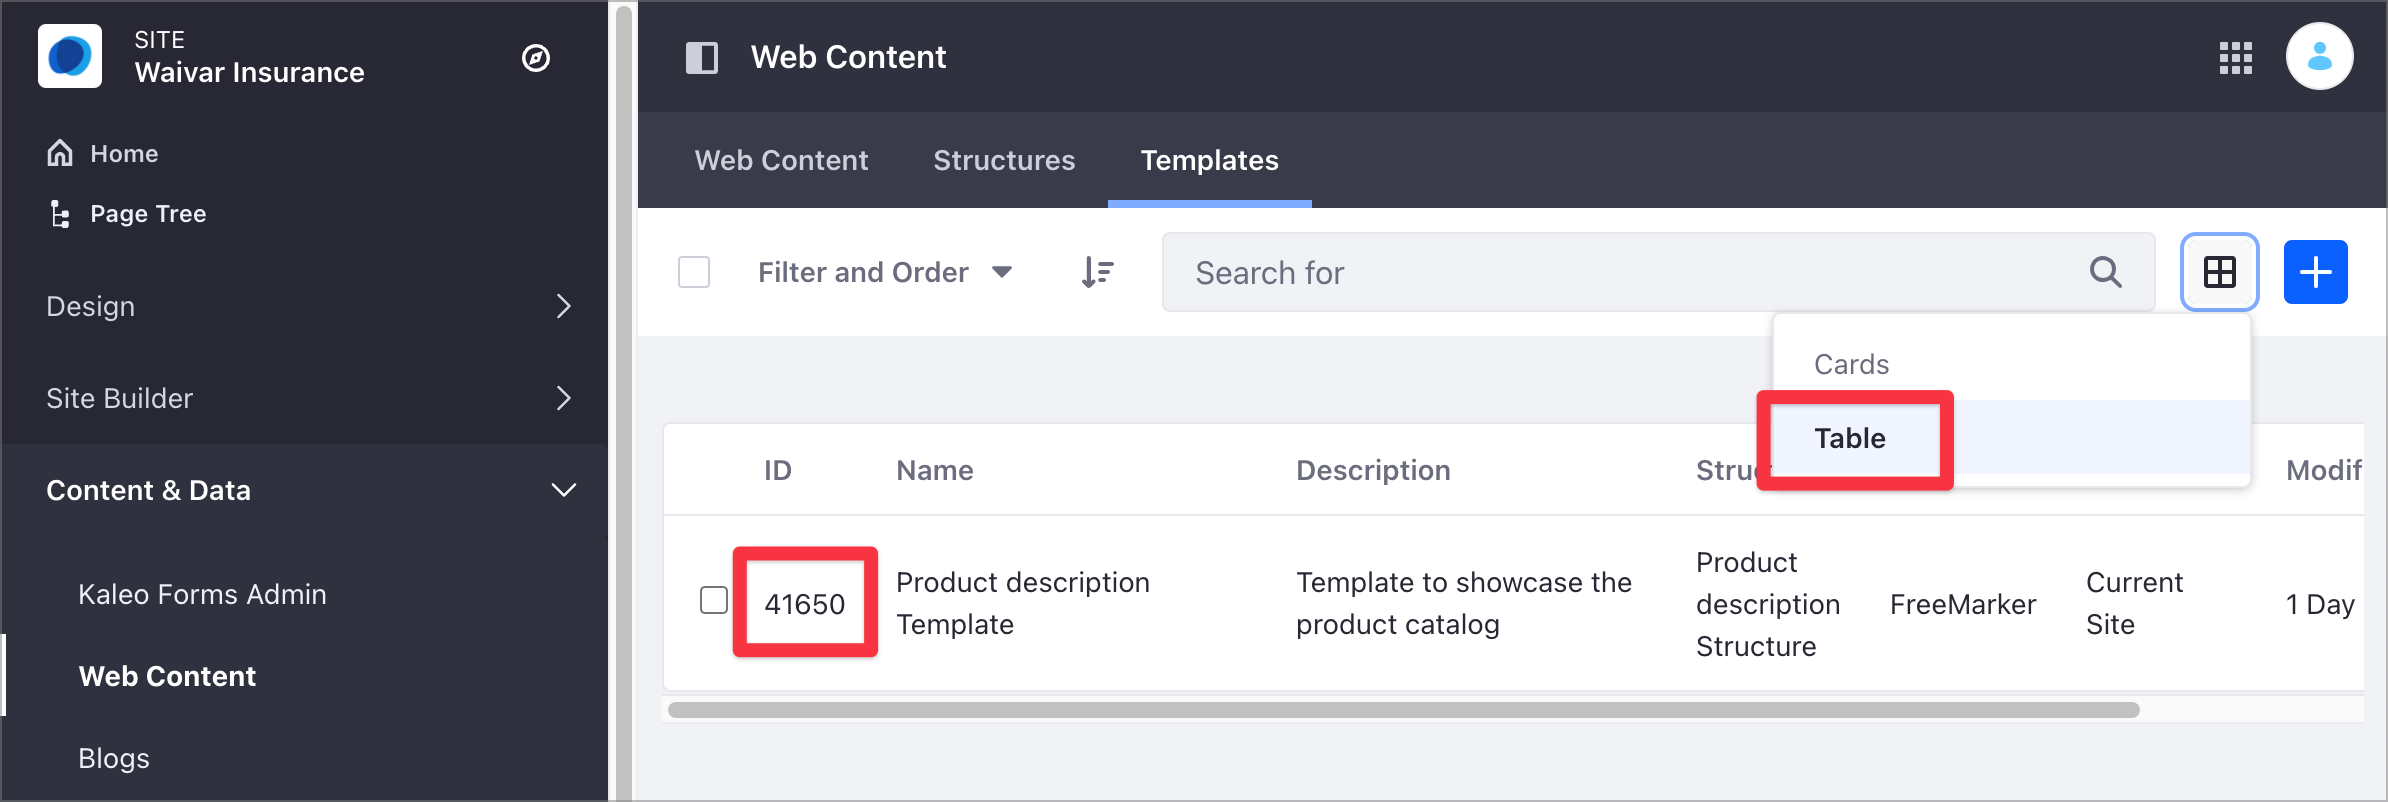 SITE
Waivar Insurance
Home
Page Tree
Design
Site Builder
Content & Data
Kaleo Forms Admin
Web Content
Blogs
Web Content
Web Content
Structures
Templates
Filter and Order
Search for
Cards
Table
ID
Name
Description
Struc
Modif
41650
Product description
Template
Template to showcase the
product catalog
Product
description
Structure
FreeMarker
Current
Site
1 Day